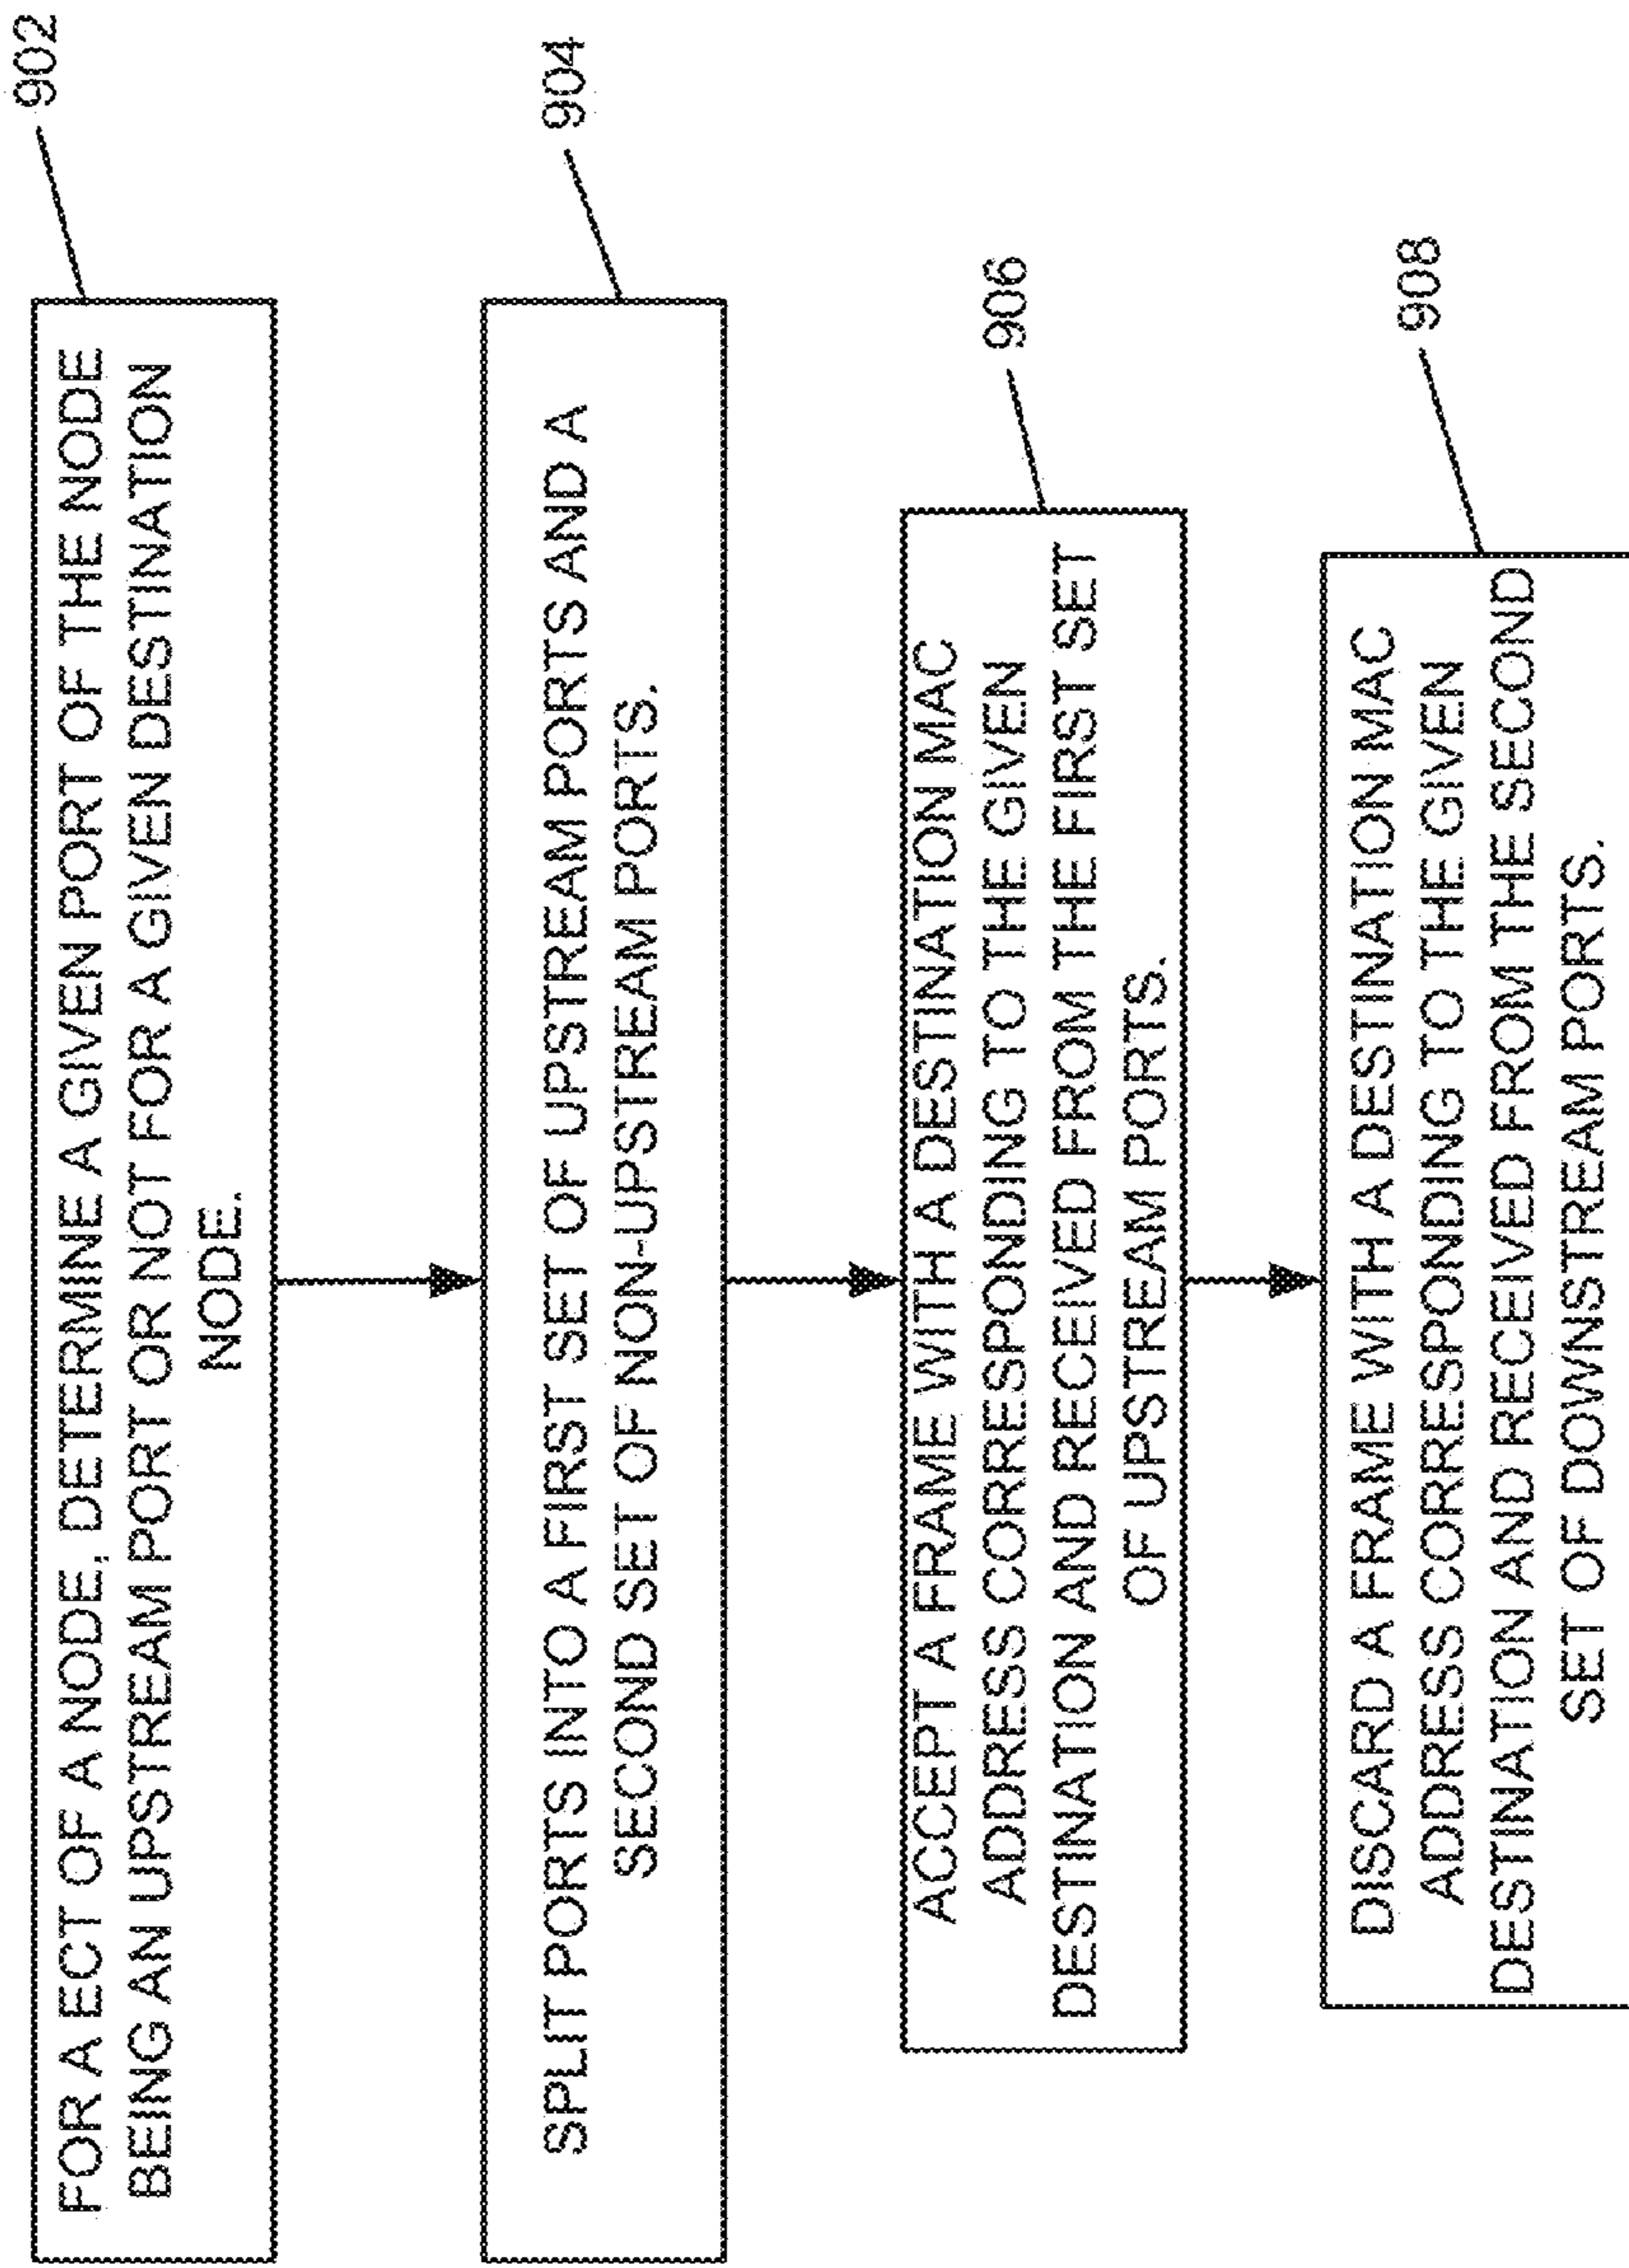 902
FOR A ECT OF A NODE, DETERMINE A GIVEN PORT OF THE NODE
BEING AN UPSTREAM PORT OR NOT FOR A GIVEN DESTINATION
NODE.
904
SPLIT PORTS INTO A FIRST SET OF UPSTREAM PORTS AND A
SECOND SET OF NON-UPSTREAM PORTS.
906
ACCEPT A FRAME WITH A DESTINATION MAC
ADDRESS CORRESPONDING TO THE GIVEN
DESTINATION AND RECEIVED FROM THE FIRST SET
OF UPSTREAM PORTS.
908
DISCARD A FRAME WITH A DESTINATION MAC
ADDRESS CORRESPONDING TO THE GIVEN
DESTINATION AND RECEIVED FROM THE SECOND
SET OF DOWNSTREAM PORTS.